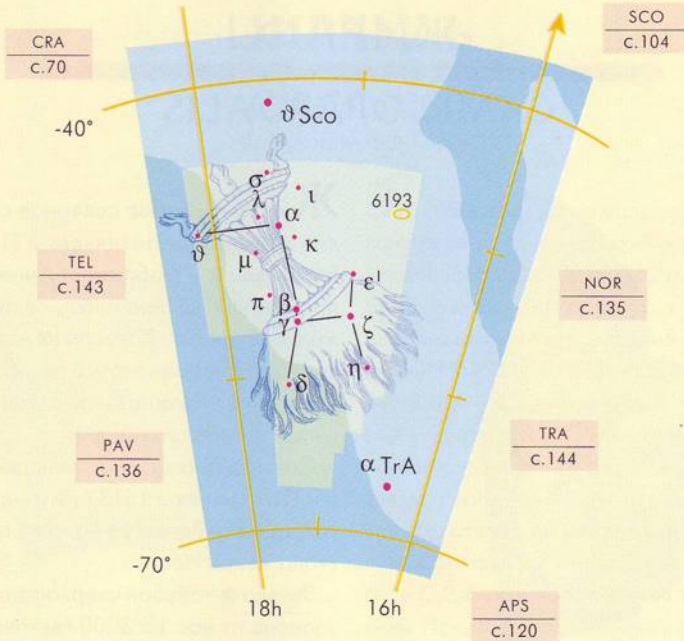 SCO
c.104
CRA
c.70
-40°
ϑ Sco
σ
ι
λ
α
6193
ϑ
κ
μ
TEL
c.143
ε¹
NOR
c.135
π
β
γ
ζ
η
δ
PAV
c.136
TRA
c.144
α TrA
-70°
18h
16h
APS
c.120